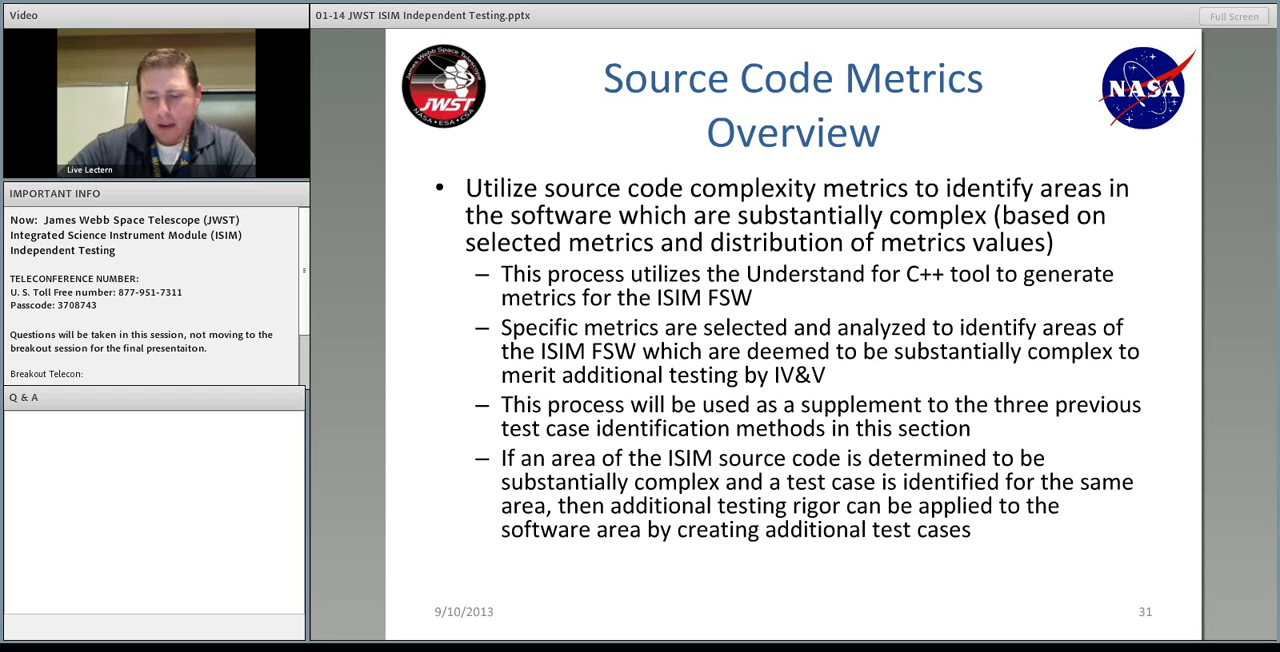 Video
01-14 JWST ISIM Independent Testing.pptx
Full Screen
Live Lectern
IMPORTANT INFO
Now: James Webb Space Telescope (JWST)
Integrated Science Instrument Module (ISIM)
Independent Testing
TELECONFERENCE NUMBER:
U. S. Toll Free number: 877-951-7311
Passcode: 3708743
Questions will be taken in this session, not moving to the
breakout session for the final presentaiton.
Breakout Telecon:
Q & A
James Webb Space Telescope
JWST
NASA • ESA • CSA
NASA
Source Code Metrics
Overview
• Utilize source code complexity metrics to identify areas in
the software which are substantially complex (based on
selected metrics and distribution of metrics values)
– This process utilizes the Understand for C++ tool to generate
metrics for the ISIM FSW
– Specific metrics are selected and analyzed to identify areas of
the ISIM FSW which are deemed to be substantially complex to
merit additional testing by IV&V
– This process will be used as a supplement to the three previous
test case identification methods in this section
– If an area of the ISIM source code is determined to be
substantially complex and a test case is identified for the same
area, then additional testing rigor can be applied to the
software area by creating additional test cases
9/10/2013
31